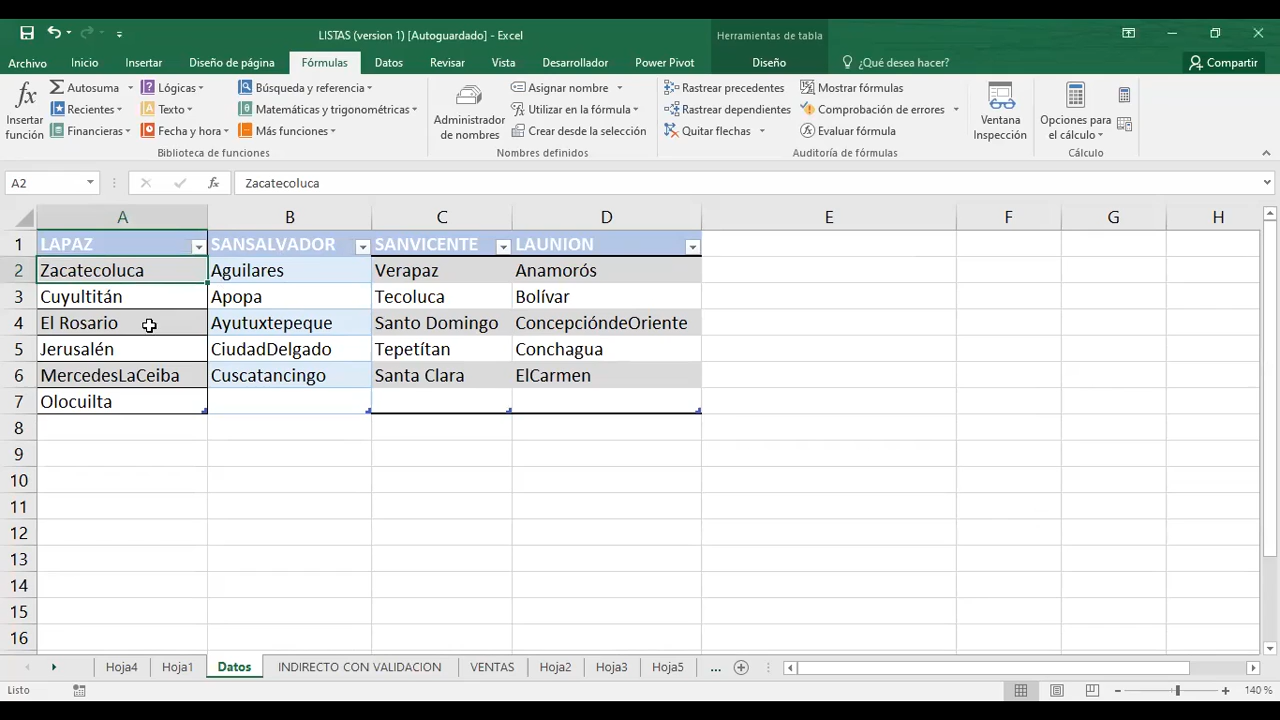 LISTAS (version 1) [Autoguardado] - Excel
Herramientas de tabla
Archivo Inicio Insertar Diseño de página Fórmulas Datos Revisar Vista Desarrollador Power Pivot Diseño ¿Qué desea hacer? Compartir
fx Insertar función
Autosuma
Recientes
Financieras
Lógicas
Texto
Fecha y hora
Búsqueda y referencia
Matemáticas y trigonométricas
Más funciones
Biblioteca de funciones
Administrador de nombres
Asignar nombre
Utilizar en la fórmula
Crear desde la selección
Nombres definidos
Rastrear precedentes
Rastrear dependientes
Quitar flechas
Mostrar fórmulas
Comprobación de errores
Evaluar fórmula
Auditoría de fórmulas
Ventana Inspección
Opciones para el cálculo
Cálculo
A2 fx Zacatecoluca
A B C D E F G H
1 LAPAZ SANSALVADOR SANVICENTE LAUNION
2 Zacatecoluca Aguilares Verapaz Anamorós
3 Cuyultitán Apopa Tecoluca Bolívar
4 El Rosario Ayutuxtepeque Santo Domingo ConcepcióndeOriente
5 Jerusalén CiudadDelgado Tepetítan Conchagua
6 MercedesLaCeiba Cuscatancingo Santa Clara ElCarmen
7 Olocuilta
8
9
10
11
12
13
14
15
16
Hoja4 Hoja1 Datos INDIRECTO CON VALIDACION VENTAS Hoja2 Hoja3 Hoja5 ...
Listo 140 %